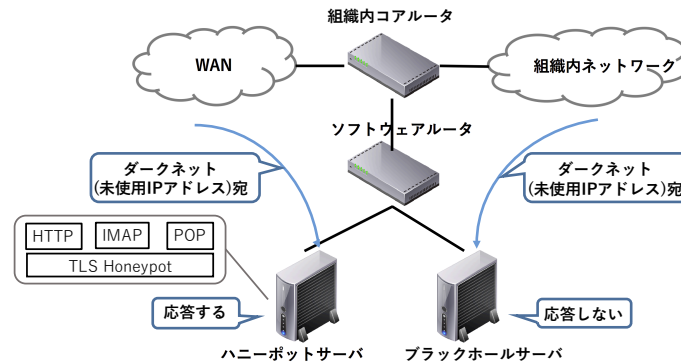 組織内コアルータ
WAN
組織内ネットワーク
ソフトウェアルータ
ダークネット
(未使用IPアドレス)宛
ダークネット
(未使用IPアドレス)宛
HTTP
IMAP
POP
TLS Honeypot
応答する
応答しない
ハニーポットサーバ
ブラックホールサーバ